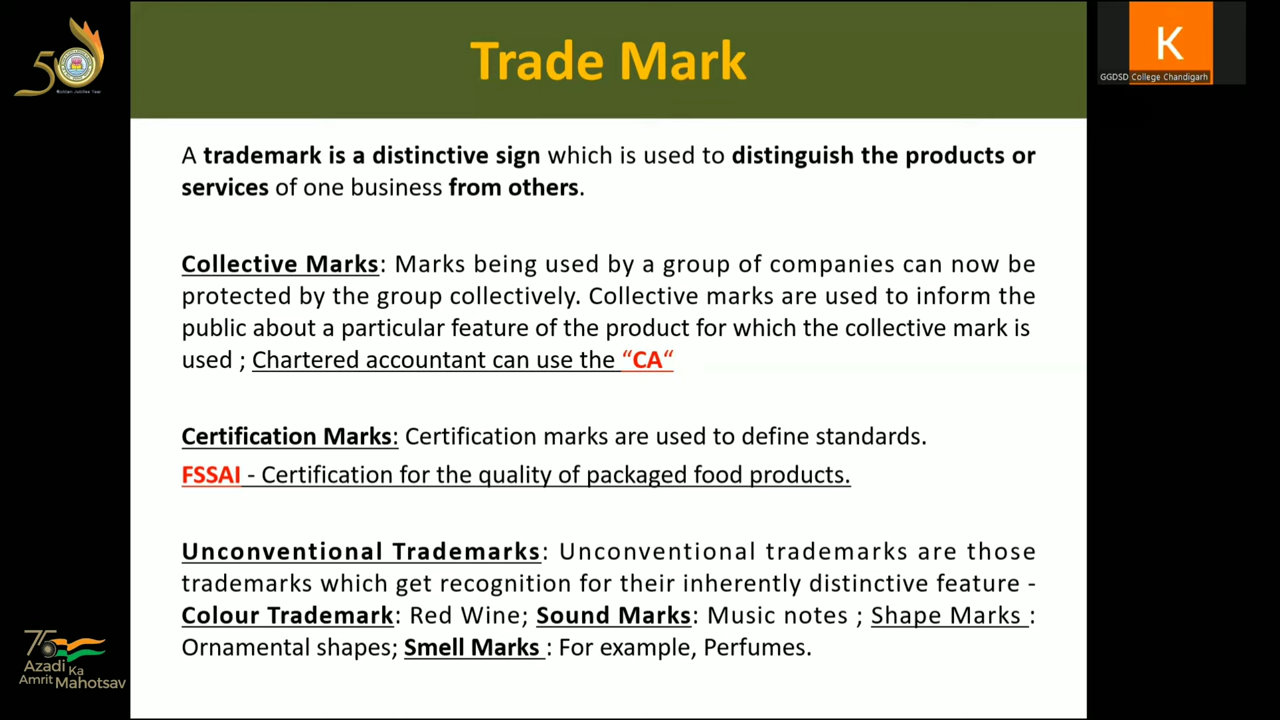 Trade Mark
K
GGDSD College Chandigarh
50
Golden Jubilee Year
A trademark is a distinctive sign which is used to distinguish the products or
services of one business from others.
Collective Marks: Marks being used by a group of companies can now be
protected by the group collectively. Collective marks are used to inform the
public about a particular feature of the product for which the collective mark is
used ; Chartered accountant can use the “CA“
Certification Marks: Certification marks are used to define standards.
FSSAI - Certification for the quality of packaged food products.
Unconventional Trademarks: Unconventional trademarks are those
trademarks which get recognition for their inherently distinctive feature -
Colour Trademark: Red Wine; Sound Marks: Music notes ; Shape Marks :
Ornamental shapes; Smell Marks : For example, Perfumes.
75
Azadi Ka
Amrit Mahotsav